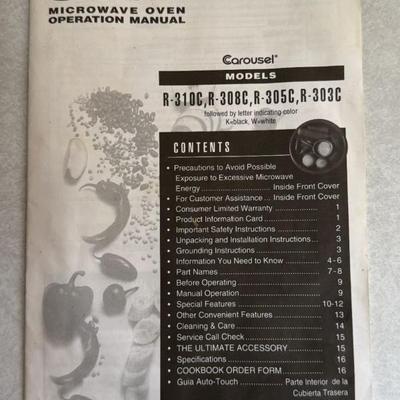 MICROWAVE OVEN
OPERATION MANUAL
Carousel®
MODELS
R-310C,R-308C,R-305C,R-303C
followed by letter indicating color
K=black, W=white
CONTENTS
• Precautions to Avoid Possible
Exposure to Excessive Microwave
Energy ........................ Inside Front Cover
• For Customer Assistance ... Inside Front Cover
• Consumer Limited Warranty ............. 1
• Product Information Card ................ 1
• Important Safety Instructions ............ 2
• Unpacking and Installation Instructions... 3
• Grounding Instructions ................... 3
• Information You Need to Know ......... 4-6
• Part Names ................................ 7-8
• Before Operating .......................... 9
• Manual Operation ......................... 9
• Special Features .......................... 10-12
• Other Convenient Features .............. 13
• Cleaning & Care ........................... 14
• Service Call Check ........................ 15
• THE ULTIMATE ACCESSORY ............. 15
• Specifications .............................. 16
• COOKBOOK ORDER FORM .............. 16
• Guia Auto-Touch ............ Parte Interior de la
Cubierta Trasera